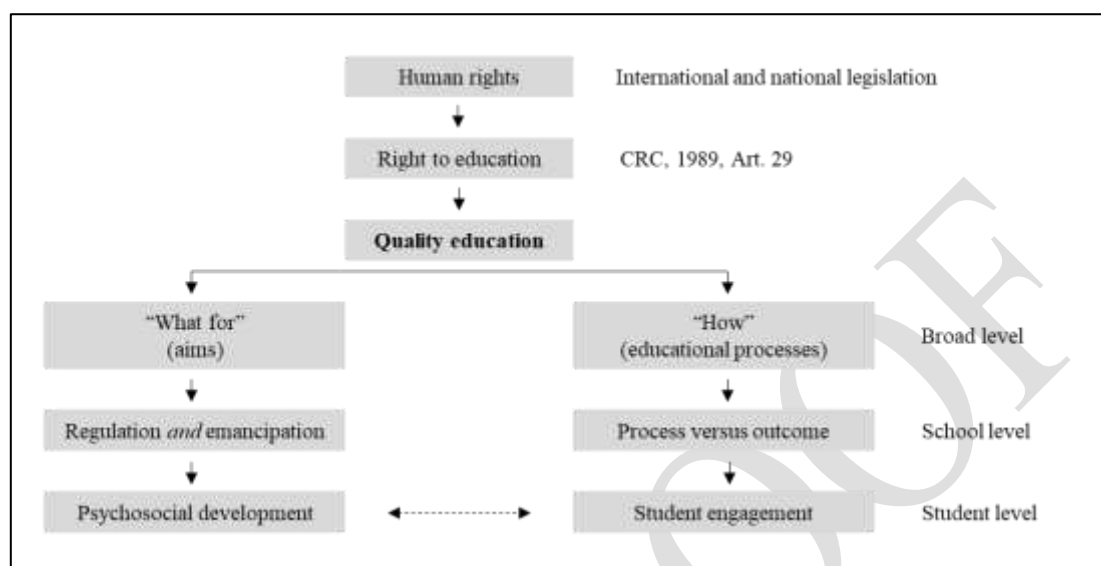 Human rights
International and national legislation
Right to education
CRC, 1989, Art. 29
Quality education
“What for”
(aims)
“How”
(educational processes)
Broad level
Regulation and emancipation
Process versus outcome
School level
Psychosocial development
Student engagement
Student level